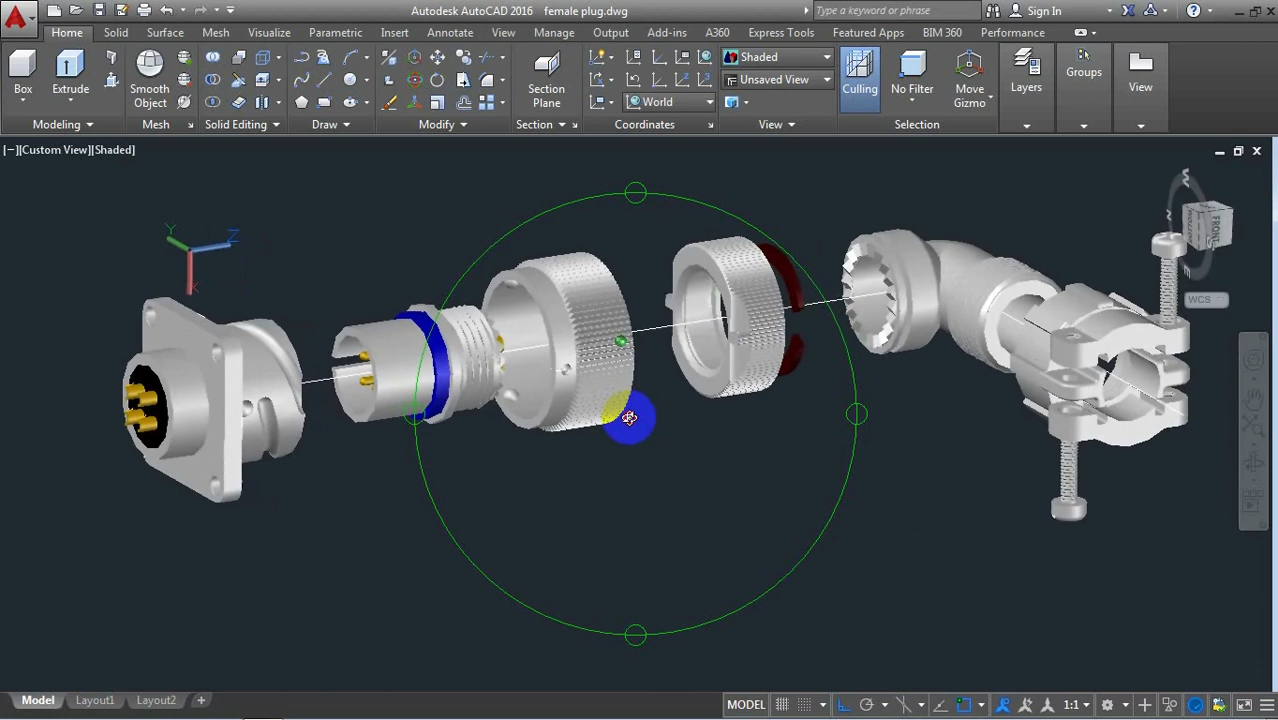 Autodesk AutoCAD 2016 female plug.dwg
Type a keyword or phrase
Sign In
Home Solid Surface Mesh Visualize Parametric Insert Annotate View Manage Output Add-ins A360 Express Tools Featured Apps BIM 360 Performance
Box
Extrude
Smooth
Object
Section
Plane
Shaded
Unsaved View
World
Culling
No Filter
Move
Gizmo
Layers
Groups
View
Modeling Mesh Solid Editing Draw Modify Section Coordinates View Selection
[−][Custom View][Shaded]
Y
Z
X
FRONT
WCS
Model Layout1 Layout2 +
MODEL
1:1